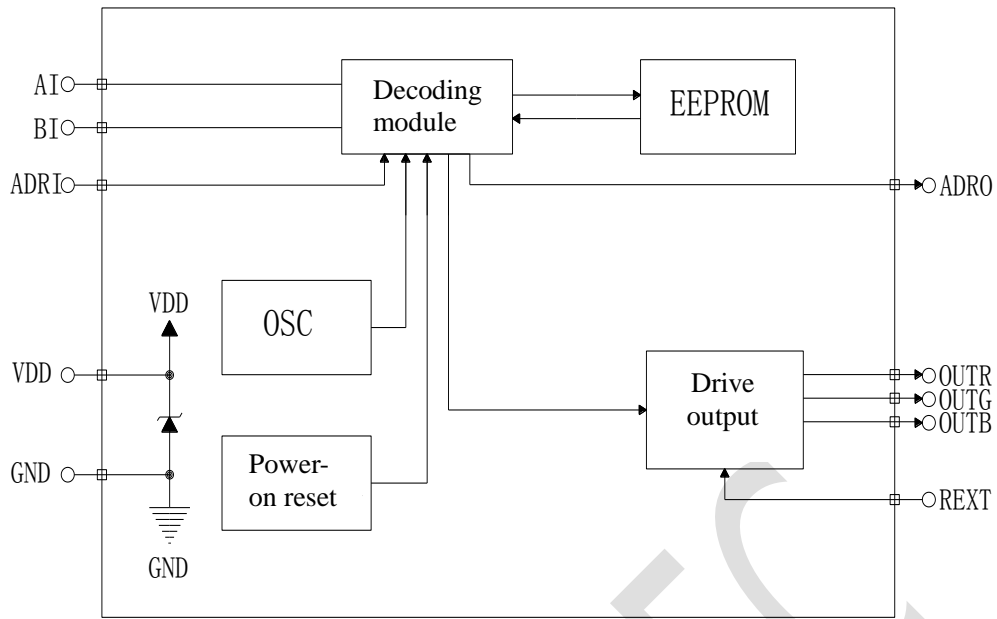 AI
BI
ADRI
Decoding
module
EEPROM
ADRO
VDD
OSC
VDD
GND
GND
Power-
on reset
Drive
output
OUTR
OUTG
OUTB
REXT